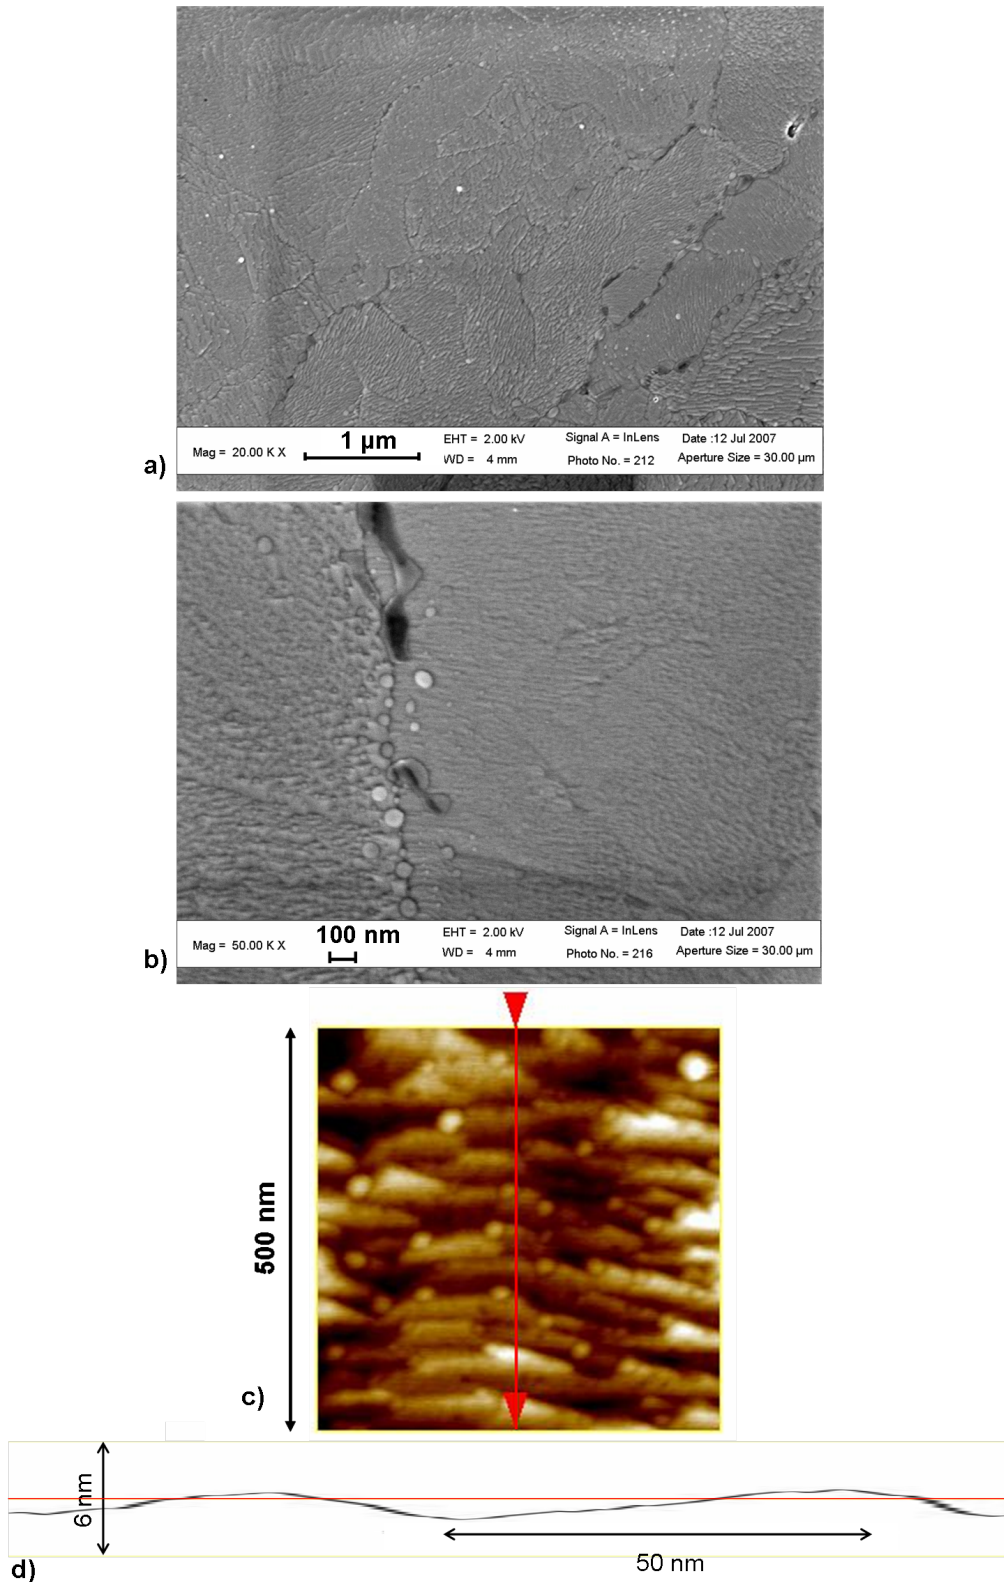 Mag = 20.00 K X
1 µm
EHT = 2.00 kV
WD = 4 mm
Signal A = InLens
Photo No. = 212
Date :12 Jul 2007
Aperture Size = 30.00 µm
a)
Mag = 50.00 K X
100 nm
EHT = 2.00 kV
WD = 4 mm
Signal A = InLens
Photo No. = 216
Date :12 Jul 2007
Aperture Size = 30.00 µm
b)
500 nm
c)
6 nm
50 nm
d)